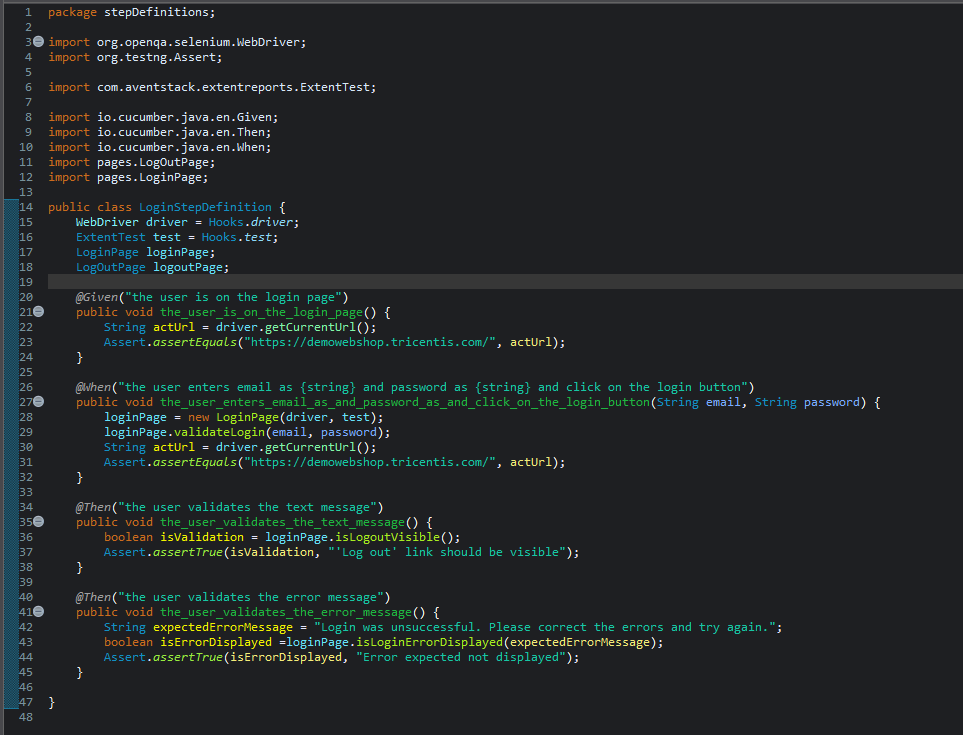 1 package stepDefinitions;
2
3 import org.openqa.selenium.WebDriver;
4 import org.testng.Assert;
5
6 import com.aventstack.extentreports.ExtentTest;
7
8 import io.cucumber.java.en.Given;
9 import io.cucumber.java.en.Then;
10 import io.cucumber.java.en.When;
11 import pages.LogOutPage;
12 import pages.LoginPage;
13
14 public class LoginStepDefinition {
15     WebDriver driver = Hooks.driver;
16     ExtentTest test = Hooks.test;
17     LoginPage loginPage;
18     LogOutPage logoutPage;
19
20     @Given("the user is on the login page")
21     public void the_user_is_on_the_login_page() {
22         String actUrl = driver.getCurrentUrl();
23         Assert.assertEquals("https://demowebshop.tricentis.com/", actUrl);
24     }
25
26     @When("the user enters email as {string} and password as {string} and click on the login button")
27     public void the_user_enters_email_as_and_password_as_and_click_on_the_login_button(String email, String password) {
28         loginPage = new LoginPage(driver, test);
29         loginPage.validateLogin(email, password);
30         String actUrl = driver.getCurrentUrl();
31         Assert.assertEquals("https://demowebshop.tricentis.com/", actUrl);
32     }
33
34     @Then("the user validates the text message")
35     public void the_user_validates_the_text_message() {
36         boolean isValidation = loginPage.isLogoutVisible();
37         Assert.assertTrue(isValidation, "'Log out' link should be visible");
38     }
39
40     @Then("the user validates the error message")
41     public void the_user_validates_the_error_message() {
42         String expectedErrorMessage = "Login was unsuccessful. Please correct the errors and try again.";
43         boolean isErrorDisplayed =loginPage.isLoginErrorDisplayed(expectedErrorMessage);
44         Assert.assertTrue(isErrorDisplayed, "Error expected not displayed");
45     }
46
47 }
48